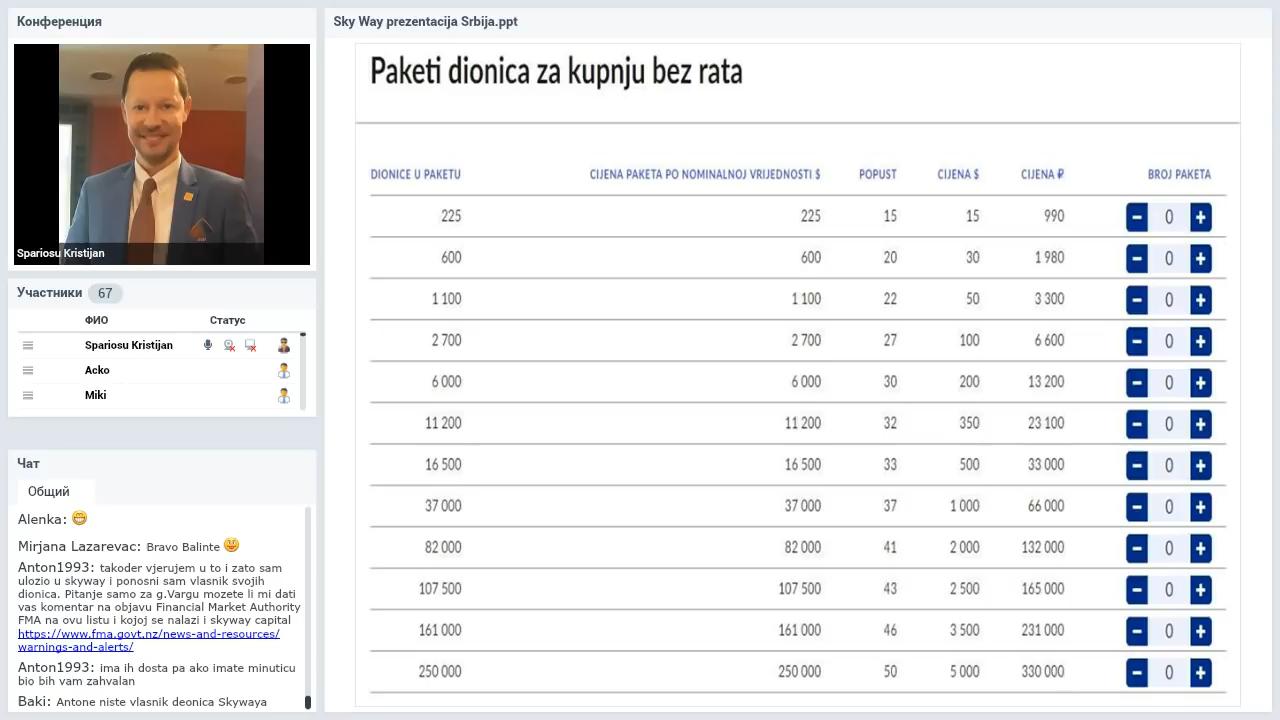 Конференция
Spariosu Kristijan
Участники 67
ФИО Статус
Spariosu Kristijan
Acko
Miki
Чат
Общий
Alenka:
Mirjana Lazarevac: Bravo Balinte
Anton1993: takoder vjerujem u to i zato sam
ulozio u skyway i ponosni sam vlasnik svojih
dionica. Pitanje samo za g.Vargu mozete li mi dati
vas komentar na objavu Financial Market Authority
FMA na ovu listu i kojoj se nalazi i skyway capital
https://www.fma.govt.nz/news-and-resources/
warnings-and-alerts/
Anton1993: ima ih dosta pa ako imate minuticu
bio bih vam zahvalan
Baki: Antone niste vlasnik deonica Skywaya
Sky Way prezentacija Srbija.ppt
Paketi dionica za kupnju bez rata
DIONICE U PAKETU CIJENA PAKETA PO NOMINALNOJ VRIJEDNOSTI $ POPUST CIJENA $ CIJENA ₽ BROJ PAKETA
225 225 15 15 990 − 0 +
600 600 20 30 1 980 − 0 +
1 100 1 100 22 50 3 300 − 0 +
2 700 2 700 27 100 6 600 − 0 +
6 000 6 000 30 200 13 200 − 0 +
11 200 11 200 32 350 23 100 − 0 +
16 500 16 500 33 500 33 000 − 0 +
37 000 37 000 37 1 000 66 000 − 0 +
82 000 82 000 41 2 000 132 000 − 0 +
107 500 107 500 43 2 500 165 000 − 0 +
161 000 161 000 46 3 500 231 000 − 0 +
250 000 250 000 50 5 000 330 000 − 0 +